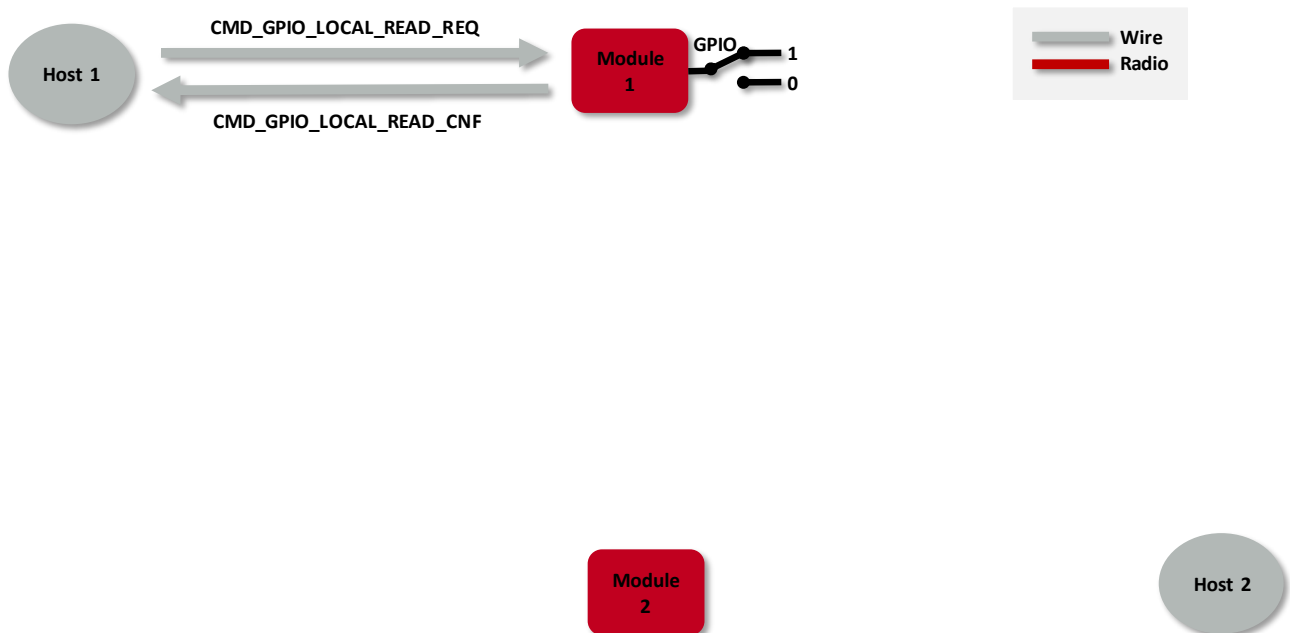 CMD_GPIO_LOCAL_READ_REQ
Host 1
Module
1
GPIO
1
0
CMD_GPIO_LOCAL_READ_CNF
Wire
Radio
Module
2
Host 2